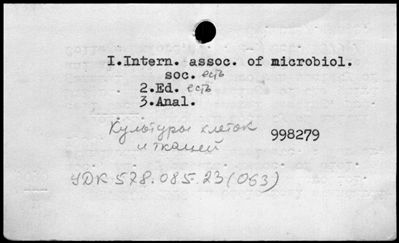 I.Intern. assoc. of microbiol.
soc. есть
2.Ed. есть
3.Anal.
Культуры клеток
и тканей
998279
УДК 578.085.23(063)